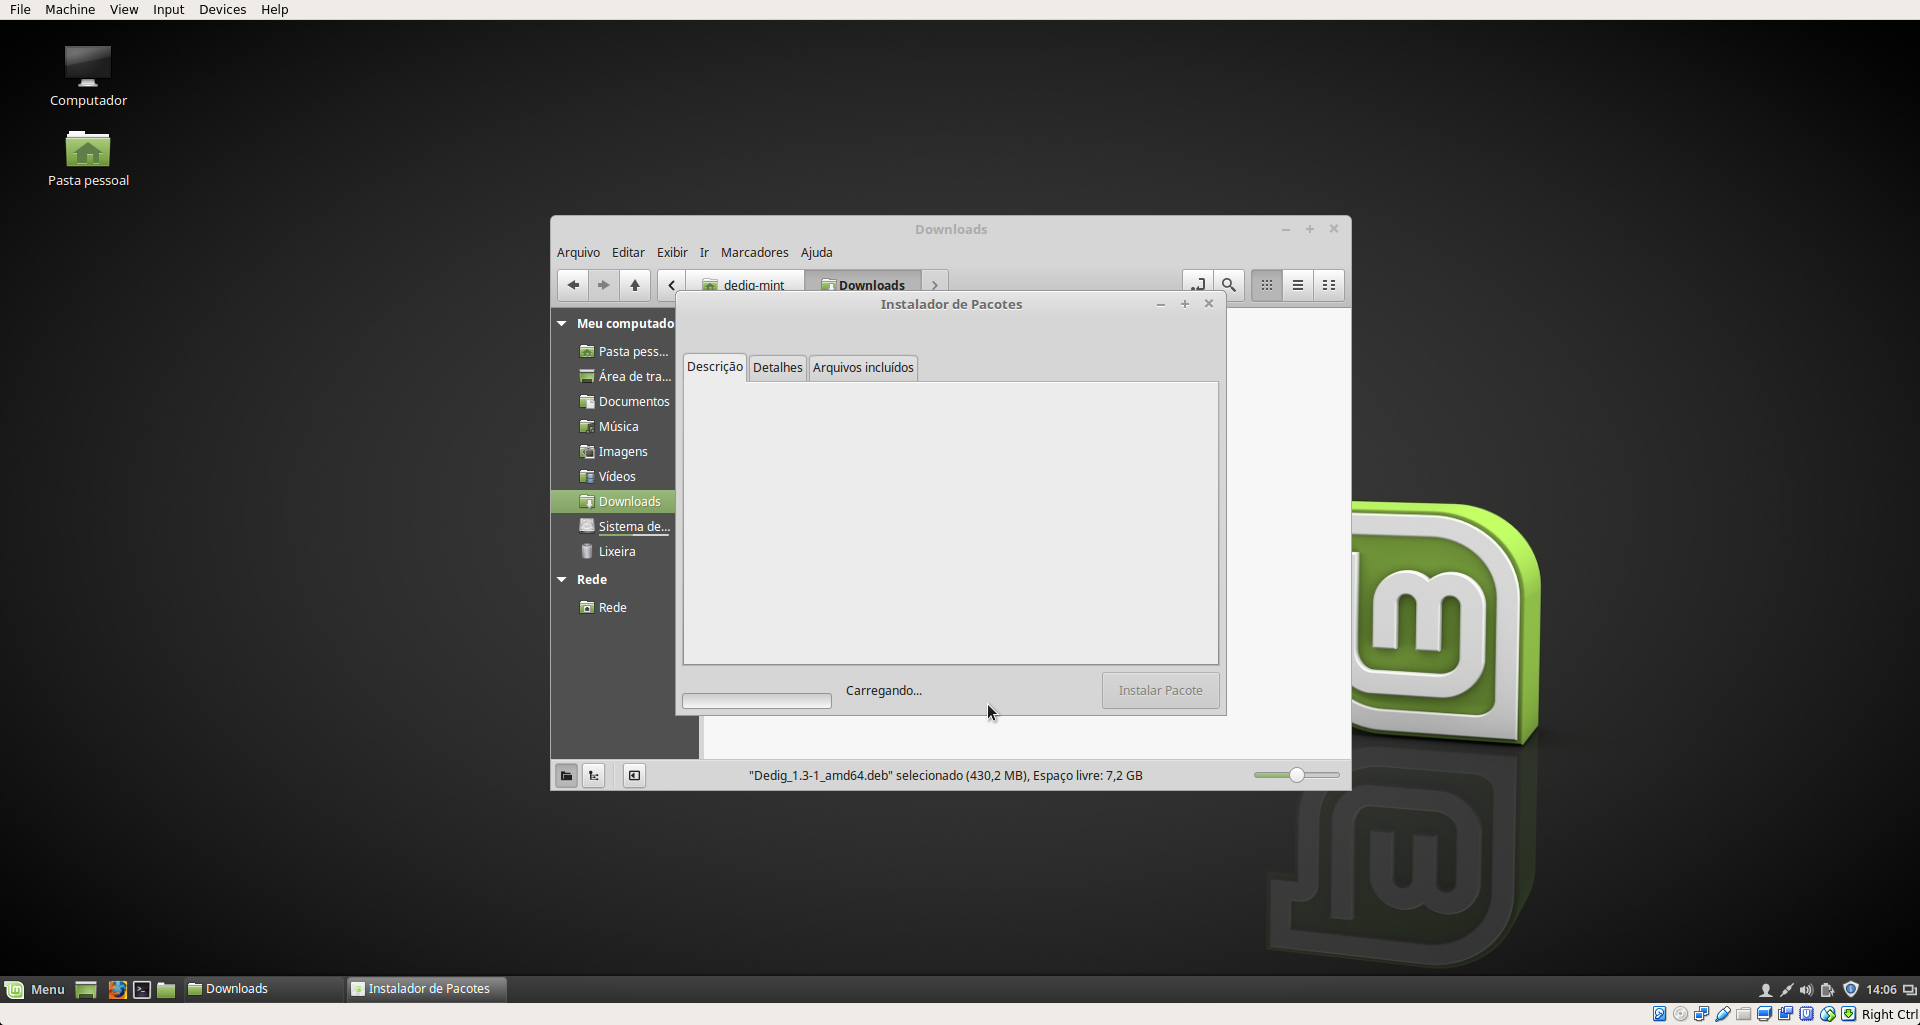 File Machine View Input Devices Help
Computador
Pasta pessoal
Downloads
Arquivo Editar Exibir Ir Marcadores Ajuda
dedig-mint Downloads
Instalador de Pacotes
Meu computado
Pasta pess...
Área de tra...
Documentos
Música
Imagens
Vídeos
Downloads
Sistema de...
Lixeira
Rede
Rede
Descrição Detalhes Arquivos incluídos
Carregando...
Instalar Pacote
"Dedig_1.3-1_amd64.deb" selecionado (430,2 MB), Espaço livre: 7,2 GB
Menu Downloads Instalador de Pacotes 14:06
Right Ctrl